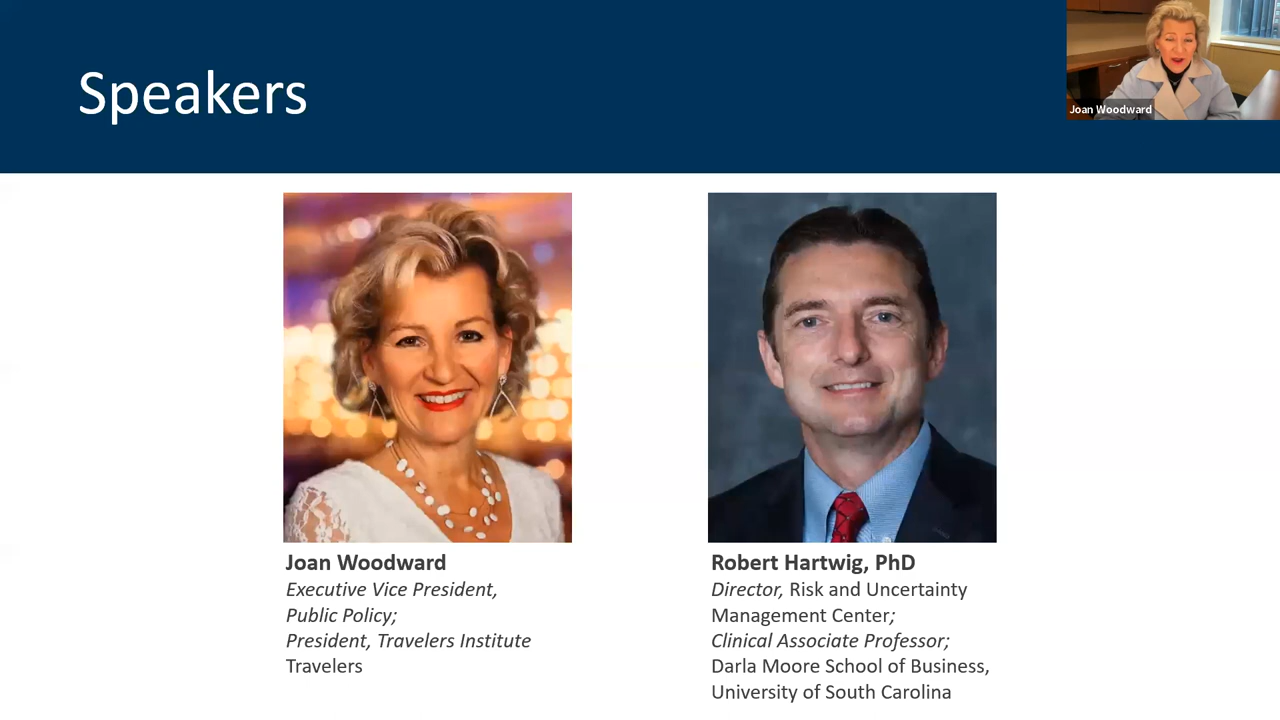 Speakers
Joan Woodward
Joan Woodward
Executive Vice President,
Public Policy;
President, Travelers Institute
Travelers
Robert Hartwig, PhD
Director, Risk and Uncertainty
Management Center;
Clinical Associate Professor;
Darla Moore School of Business,
University of South Carolina